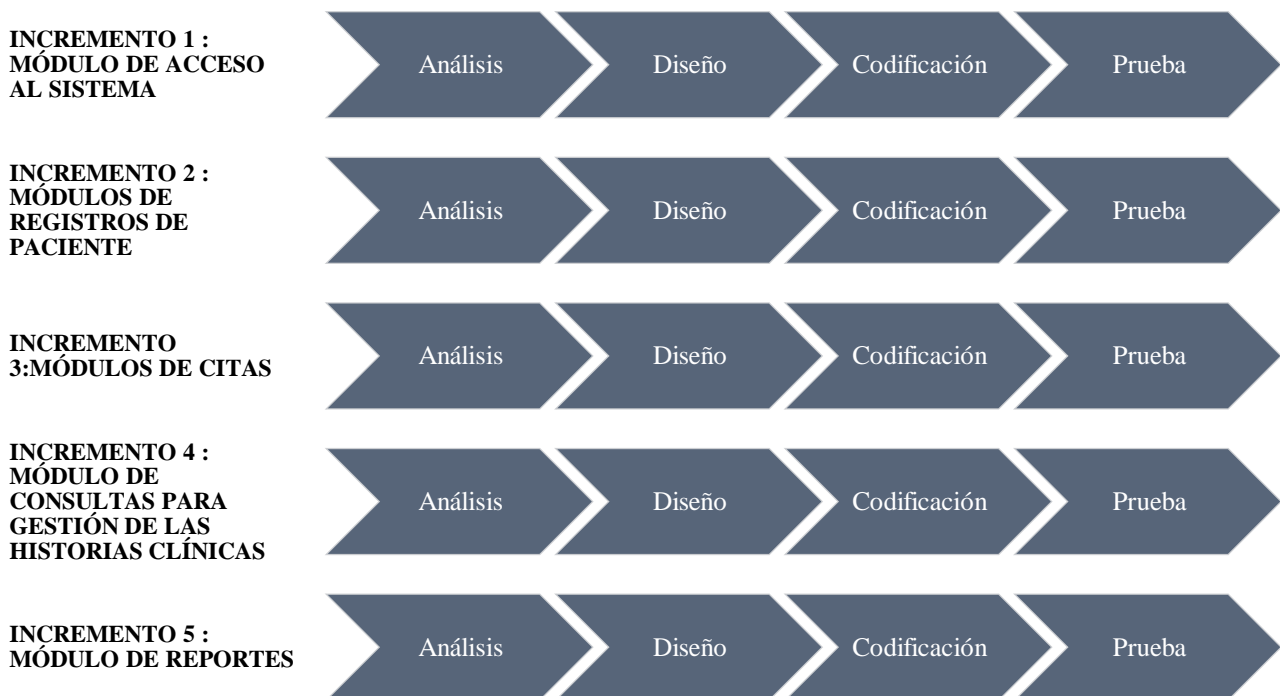 INCREMENTO 1 :
MÓDULO DE ACCESO
AL SISTEMA
Análisis
Diseño
Codificación
Prueba
INCREMENTO 2 :
MÓDULOS DE
REGISTROS DE
PACIENTE
Análisis
Diseño
Codificación
Prueba
INCREMENTO
3:MÓDULOS DE CITAS
Análisis
Diseño
Codificación
Prueba
INCREMENTO 4 :
MÓDULO DE
CONSULTAS PARA
GESTIÓN DE LAS
HISTORIAS CLÍNICAS
Análisis
Diseño
Codificación
Prueba
INCREMENTO 5 :
MÓDULO DE REPORTES
Análisis
Diseño
Codificación
Prueba